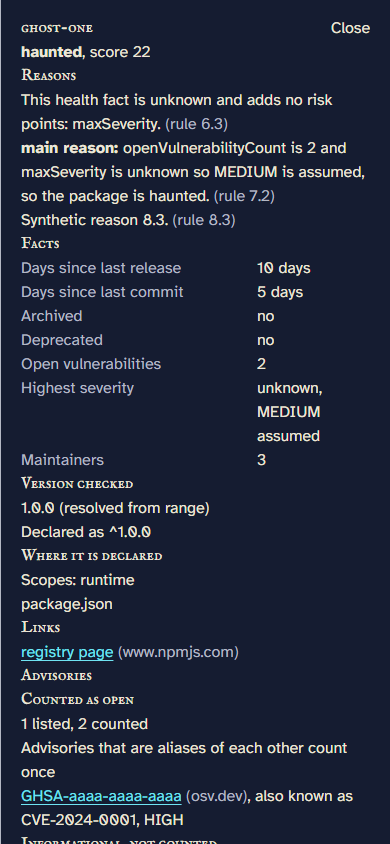 ghost-one Close
haunted, score 22
Reasons
This health fact is unknown and adds no risk
points: maxSeverity. (rule 6.3)
main reason: openVulnerabilityCount is 2 and
maxSeverity is unknown so MEDIUM is assumed,
so the package is haunted. (rule 7.2)
Synthetic reason 8.3. (rule 8.3)
Facts
Days since last release 10 days
Days since last commit 5 days
Archived no
Deprecated no
Open vulnerabilities 2
Highest severity unknown,
MEDIUM
assumed
Maintainers 3
Version checked
1.0.0 (resolved from range)
Declared as ^1.0.0
Where it is declared
Scopes: runtime
package.json
Links
registry page (www.npmjs.com)
Advisories
Counted as open
1 listed, 2 counted
Advisories that are aliases of each other count
once
GHSA-aaaa-aaaa-aaaa (osv.dev), also known as
CVE-2024-0001, HIGH
Informational, not counted